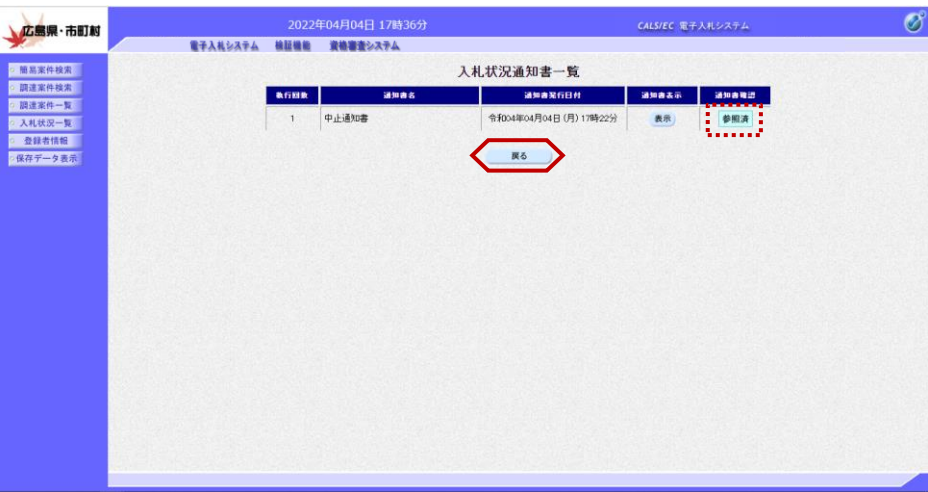 広島県・市町村
2022年04月04日 17時36分
CALS/EC 電子入札システム
電子入札システム 検証機能 資格審査システム
簡易案件検索
調達案件検索
調達案件一覧
入札状況一覧
登録者情報
保存データ表示
入札状況通知書一覧
執行回数 通知書名 通知書発行日付 通知書表示 通知書確認
1 中止通知書 令和04年04月04日 (月) 17時22分 表示 参照済
戻る